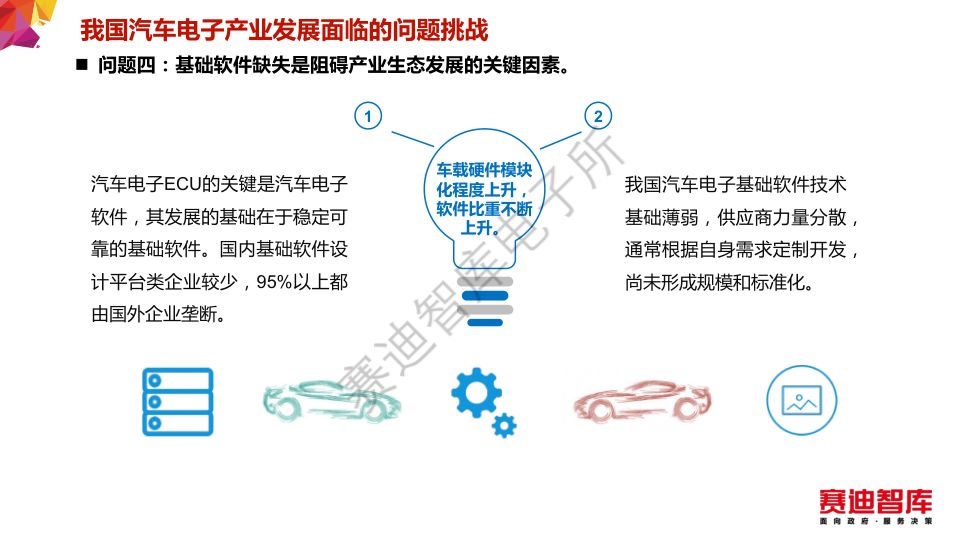 我国汽车电子产业发展面临的问题挑战
■ 问题四：基础软件缺失是阻碍产业生态发展的关键因素。
1
2
车载硬件模块
化程度上升，
软件比重不断
上升。
汽车电子ECU的关键是汽车电子
软件，其发展的基础在于稳定可
靠的基础软件。国内基础软件设
计平台类企业较少，95%以上都
由国外企业垄断。
我国汽车电子基础软件技术
基础薄弱，供应商力量分散，
通常根据自身需求定制开发，
尚未形成规模和标准化。
赛迪智库电子所
赛迪智库
面向政府·服务决策